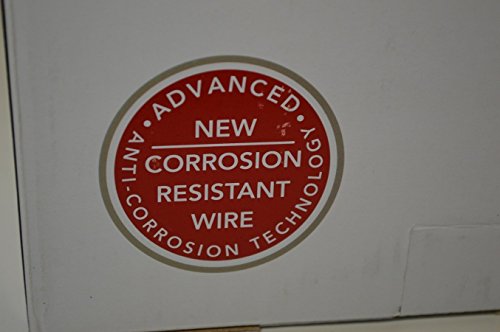 • ADVANCED •
ANTI-CORROSION TECHNOLOGY
NEW
CORROSION
RESISTANT
WIRE